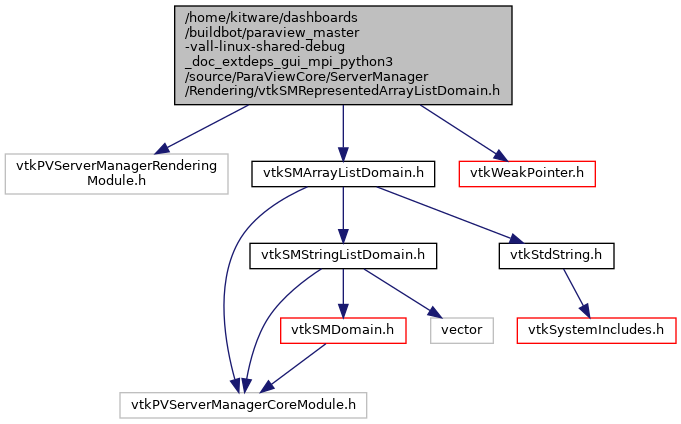 /home/kitware/dashboards
/buildbot/paraview_master
-vall-linux-shared-debug
_doc_extdeps_gui_mpi_python3
/source/ParaViewCore/ServerManager
/Rendering/vtkSMRepresentedArrayListDomain.h
vtkPVServerManagerRendering
Module.h
vtkSMArrayListDomain.h
vtkWeakPointer.h
vtkSMStringListDomain.h
vtkStdString.h
vtkSMDomain.h
vector
vtkSystemIncludes.h
vtkPVServerManagerCoreModule.h